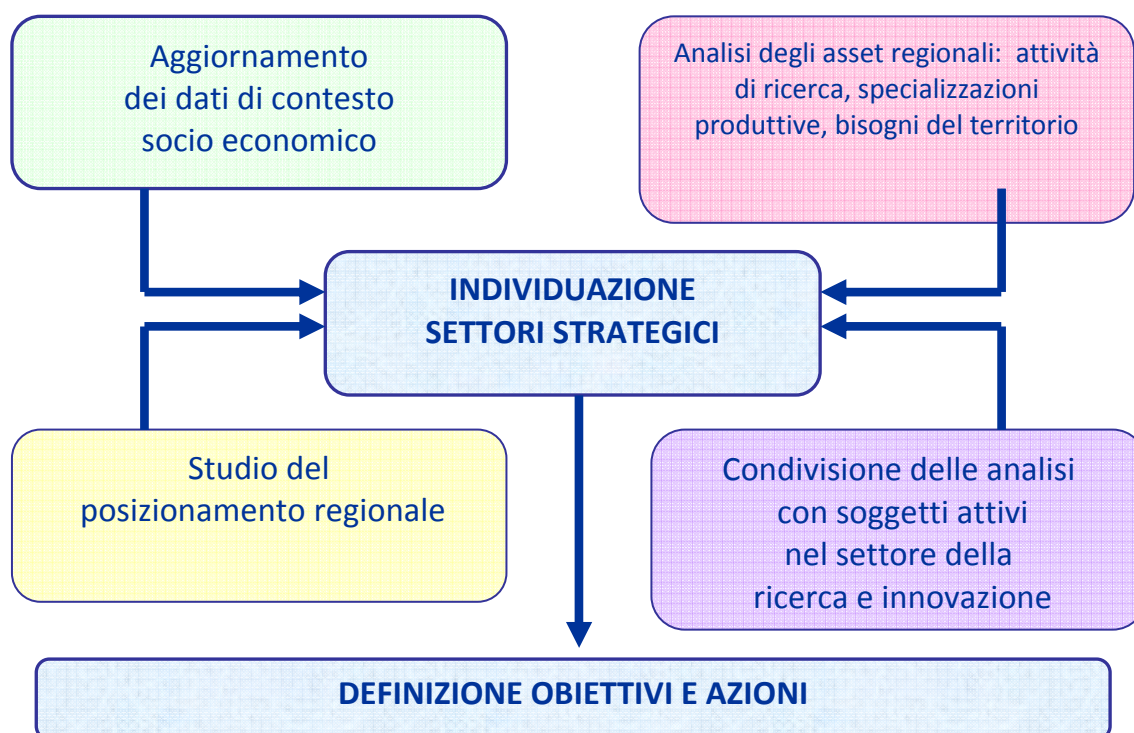 Aggiornamento
dei dati di contesto
socio economico
Analisi degli asset regionali: attività
di ricerca, specializzazioni
produttive, bisogni del territorio
INDIVIDUAZIONE
SETTORI STRATEGICI
Studio del
posizionamento regionale
Condivisione delle analisi
con soggetti attivi
nel settore della
ricerca e innovazione
DEFINIZIONE OBIETTIVI E AZIONI